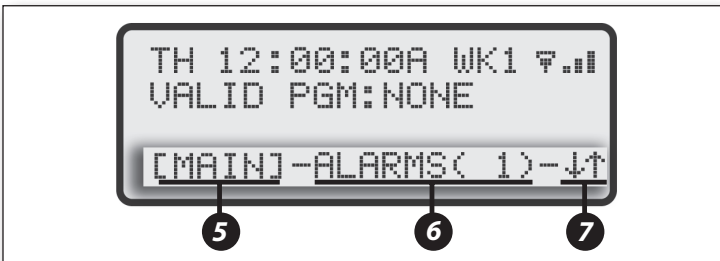 TH 12:00:00A WK1
VALID PGM:NONE
[MAIN]-ALARMS( 1)-↓↑
5 6 7